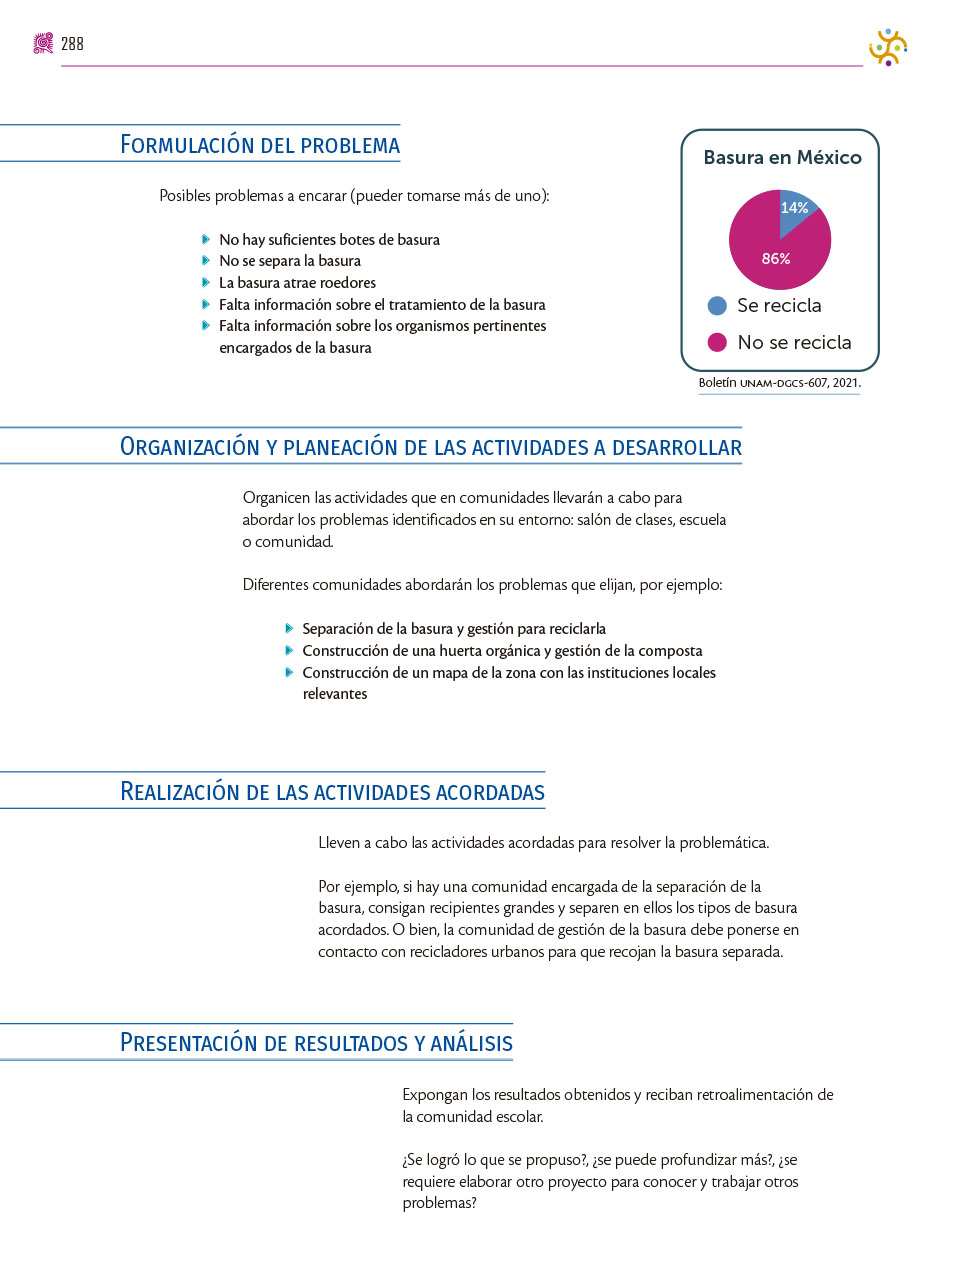 288
FORMULACIÓN DEL PROBLEMA
Posibles problemas a encarar (pueder tomarse más de uno):
No hay suficientes botes de basura
No se separa la basura
La basura atrae roedores
Falta información sobre el tratamiento de la basura
Falta información sobre los organismos pertinentes
encargados de la basura
Basura en México
14%
86%
Se recicla
No se recicla
Boletín UNAM-DGCS-607, 2021.
ORGANIZACIÓN Y PLANEACIÓN DE LAS ACTIVIDADES A DESARROLLAR
Organicen las actividades que en comunidades llevarán a cabo para
abordar los problemas identificados en su entorno: salón de clases, escuela
o comunidad.
Diferentes comunidades abordarán los problemas que elijan, por ejemplo:
Separación de la basura y gestión para reciclarla
Construcción de una huerta orgánica y gestión de la composta
Construcción de un mapa de la zona con las instituciones locales
relevantes
REALIZACIÓN DE LAS ACTIVIDADES ACORDADAS
Lleven a cabo las actividades acordadas para resolver la problemática.
Por ejemplo, si hay una comunidad encargada de la separación de la
basura, consigan recipientes grandes y separen en ellos los tipos de basura
acordados. O bien, la comunidad de gestión de la basura debe ponerse en
contacto con recicladores urbanos para que recojan la basura separada.
PRESENTACIÓN DE RESULTADOS Y ANÁLISIS
Expongan los resultados obtenidos y reciban retroalimentación de
la comunidad escolar.
¿Se logró lo que se propuso?, ¿se puede profundizar más?, ¿se
requiere elaborar otro proyecto para conocer y trabajar otros
problemas?